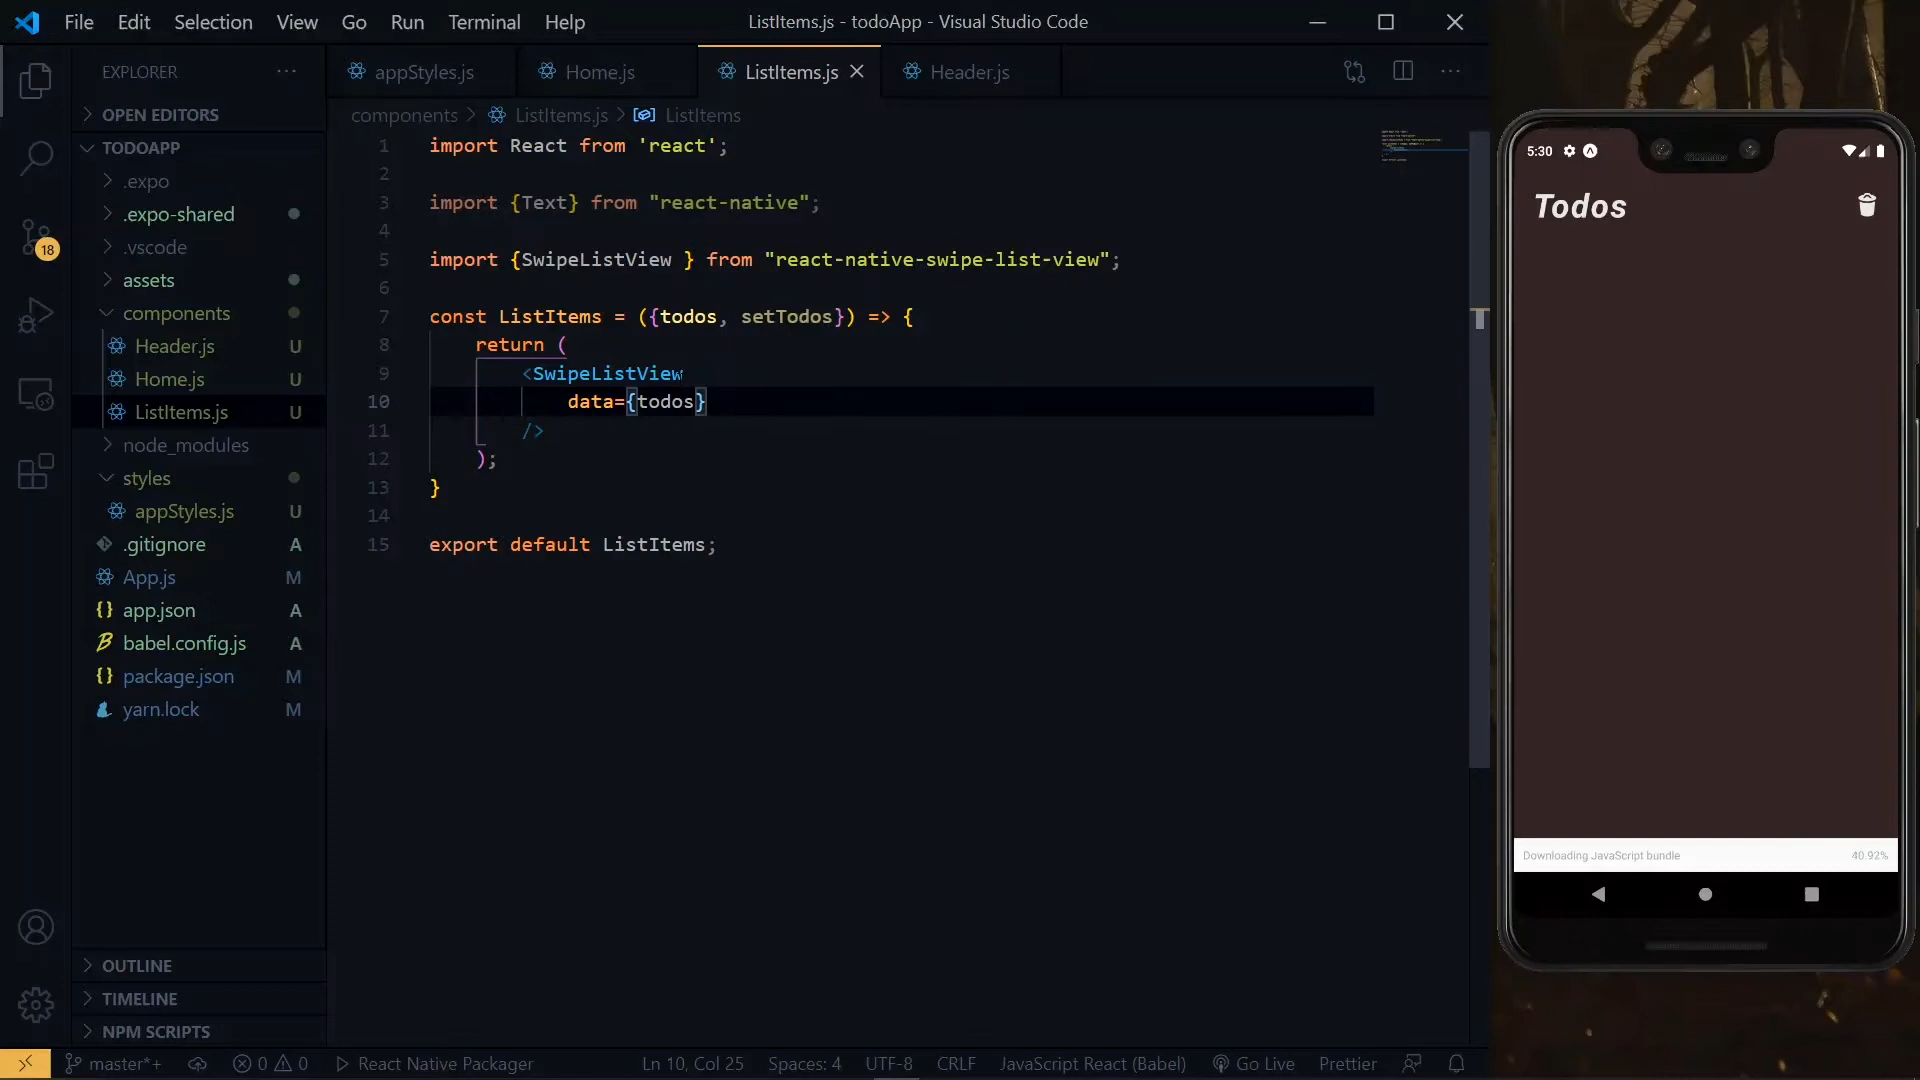 File Edit Selection View Go Run Terminal Help
ListItems.js - todoApp - Visual Studio Code
EXPLORER
OPEN EDITORS
TODOAPP
.expo
.expo-shared
.vscode
assets
components
Header.js U
Home.js U
ListItems.js U
node_modules
styles
appStyles.js U
.gitignore A
App.js M
app.json A
babel.config.js A
package.json M
yarn.lock M
OUTLINE
TIMELINE
NPM SCRIPTS
18
appStyles.js Home.js ListItems.js Header.js
components > ListItems.js > ListItems
1 import React from 'react';
2
3 import {Text} from "react-native";
4
5 import {SwipeListView } from "react-native-swipe-list-view";
6
7 const ListItems = ({todos, setTodos}) => {
8 return (
9 <SwipeListView
10 data={todos}
11 />
12 );
13 }
14
15 export default ListItems;
master*+ 0 0 React Native Packager Ln 10, Col 25 Spaces: 4 UTF-8 CRLF JavaScript React (Babel) Go Live Prettier
5:30
Todos
Downloading JavaScript bundle 40.92%